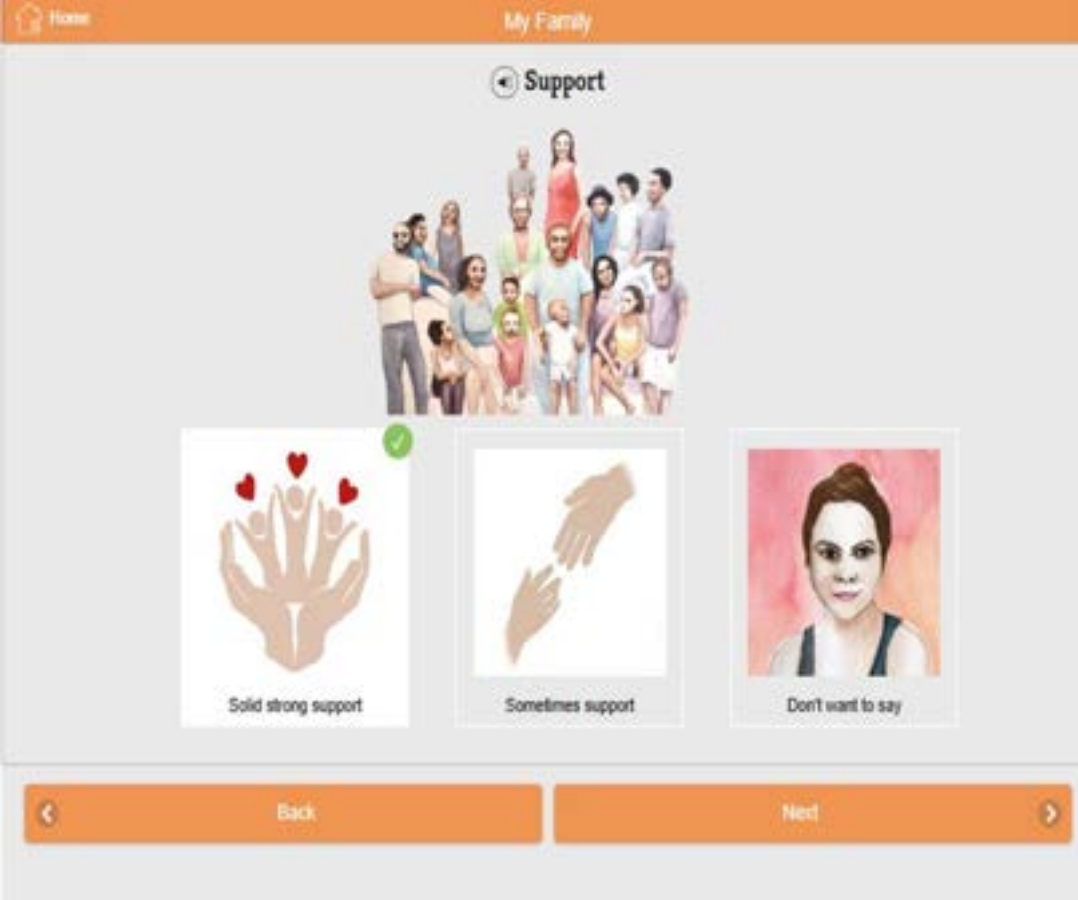 Home
My Family
Support
Solid strong support
Sometimes support
Don't want to say
Back
Next